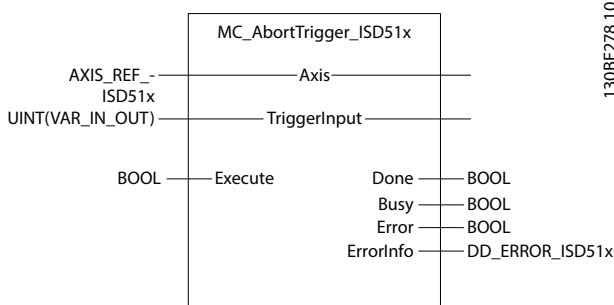 MC_AbortTrigger_ISD51x
AXIS_REF_-
ISD51x
Axis
UINT(VAR_IN_OUT)
TriggerInput
BOOL
Execute
Done
BOOL
Busy
BOOL
Error
BOOL
ErrorInfo
DD_ERROR_ISD51x
130BF278.10